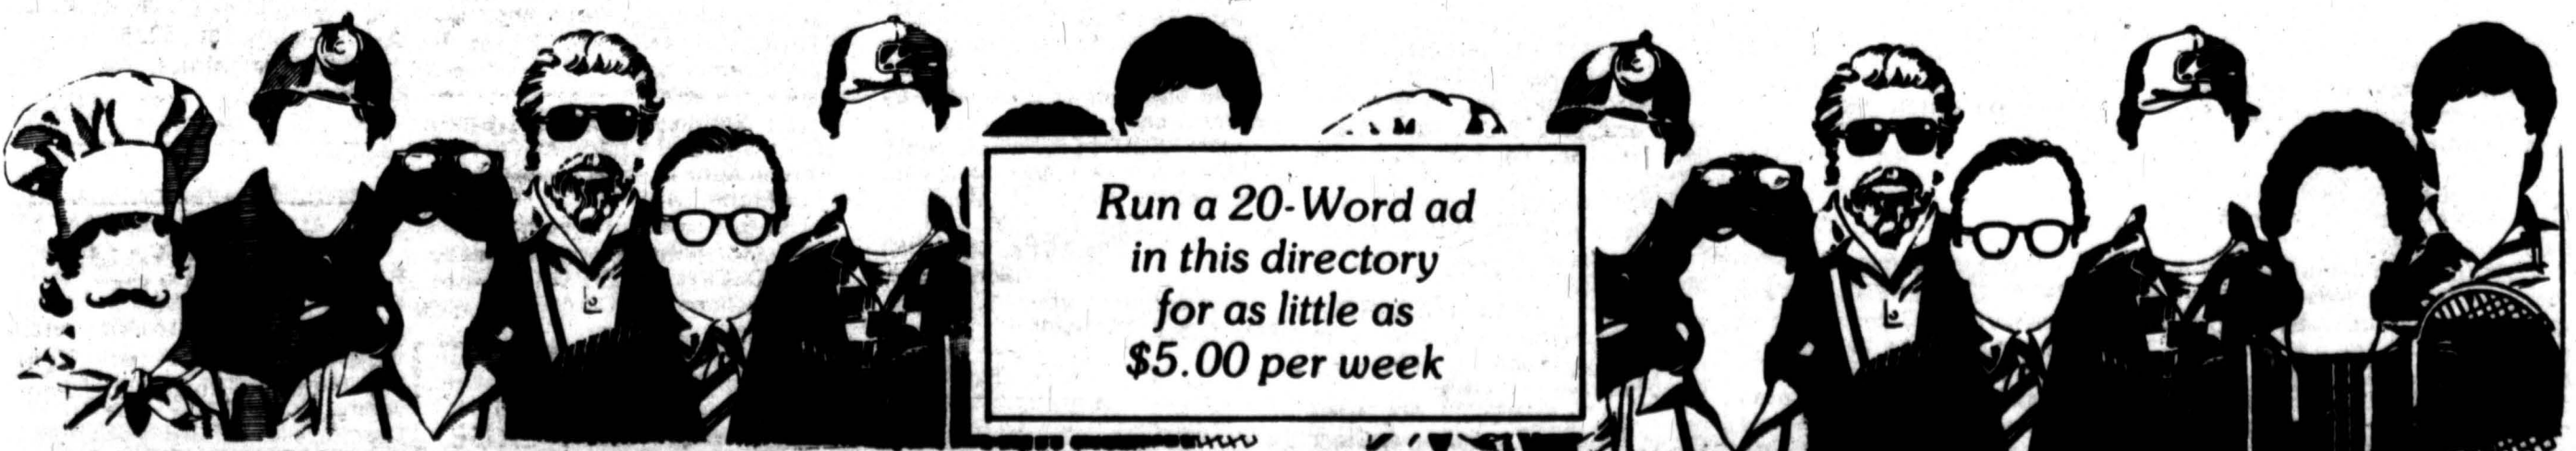 Run a 20-Word ad
in this directory
for as little as
$5.00 per week